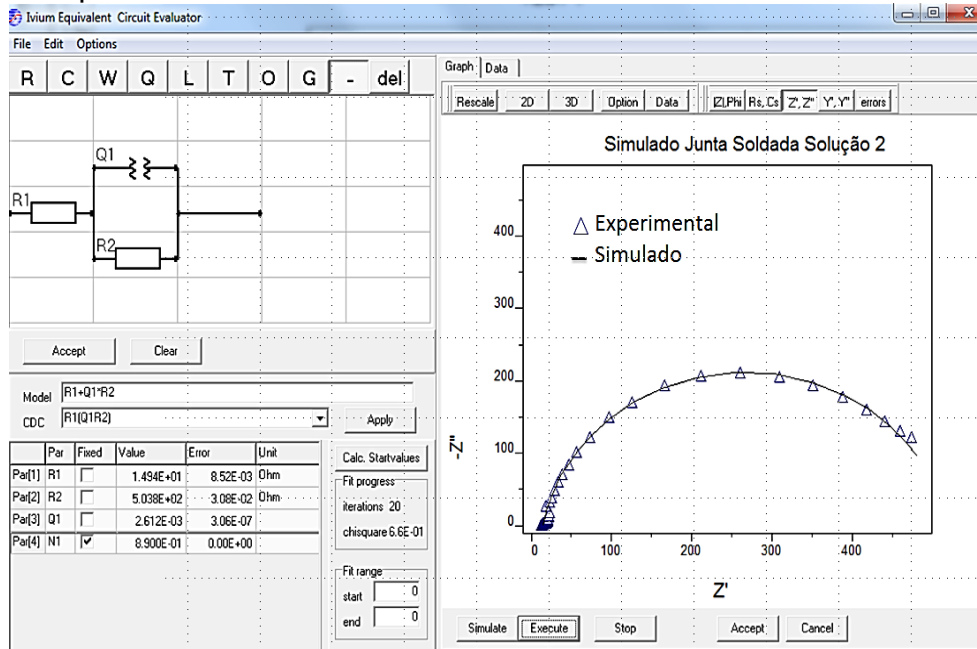 Ivium Equivalent Circuit Evaluator
File Edit Options
R C W Q L T O G - del
Q1
R1
R2
Accept Clear
Model R1+Q1*R2
CDC R1(Q1R2) Apply
Par Fixed Value Error Unit
Par[1] R1 1.494E+01 8.52E-03 Ohm
Par[2] R2 5.038E+02 3.08E-02 Ohm
Par[3] Q1 2.612E-03 3.06E-07
Par[4] N1 8.900E-01 0.00E+00
Calc. Startvalues
Fit progress
iterations 20
chisquare 6.6E-01
Fit range
start 0
end 0
Graph Data
Rescale 2D 3D Option Data |Z|,Phi Rs, Cs Z', Z" Y', Y" errors
Simulado Junta Soldada Solução 2
Experimental
Simulado
400
300
200
100
0
-Z"
0 100 200 300 400
Z'
Simulate Execute Stop Accept Cancel